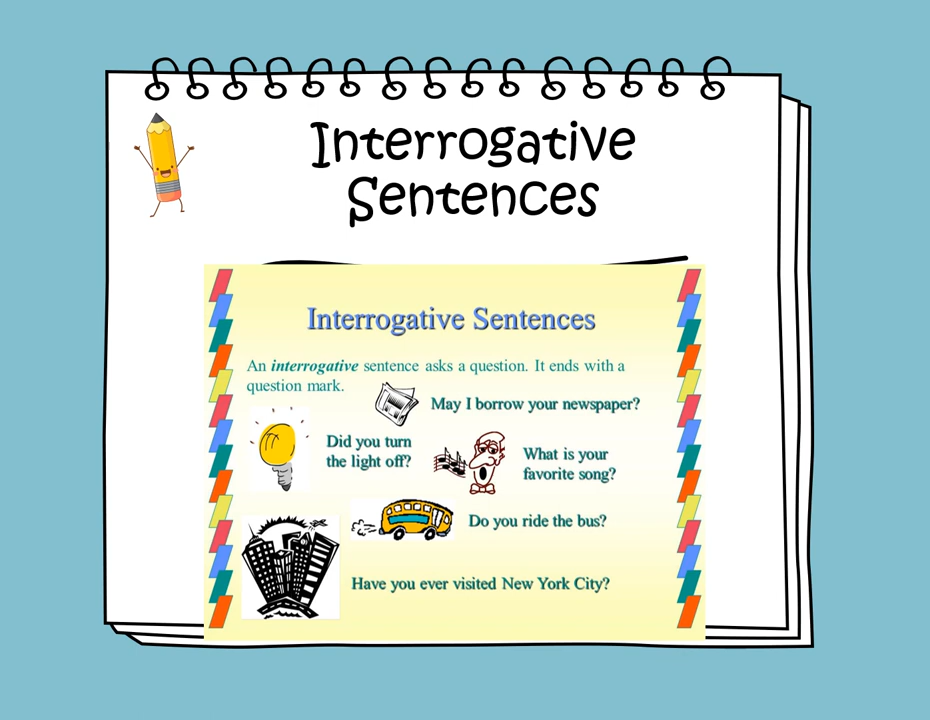 Interrogative
Sentences
Interrogative Sentences
An interrogative sentence asks a question. It ends with a
question mark.
May I borrow your newspaper?
Did you turn
the light off?
What is your
favorite song?
Do you ride the bus?
Have you ever visited New York City?